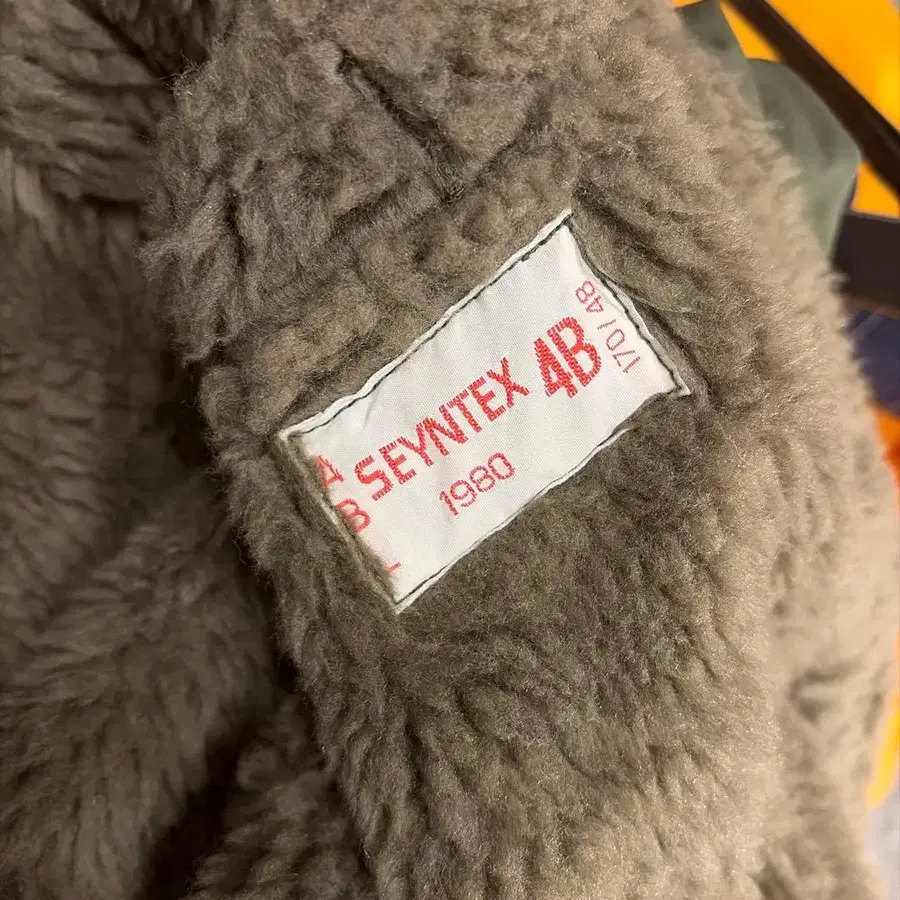 A
B
L
SEYNTEX 4B
1980
170 / 48